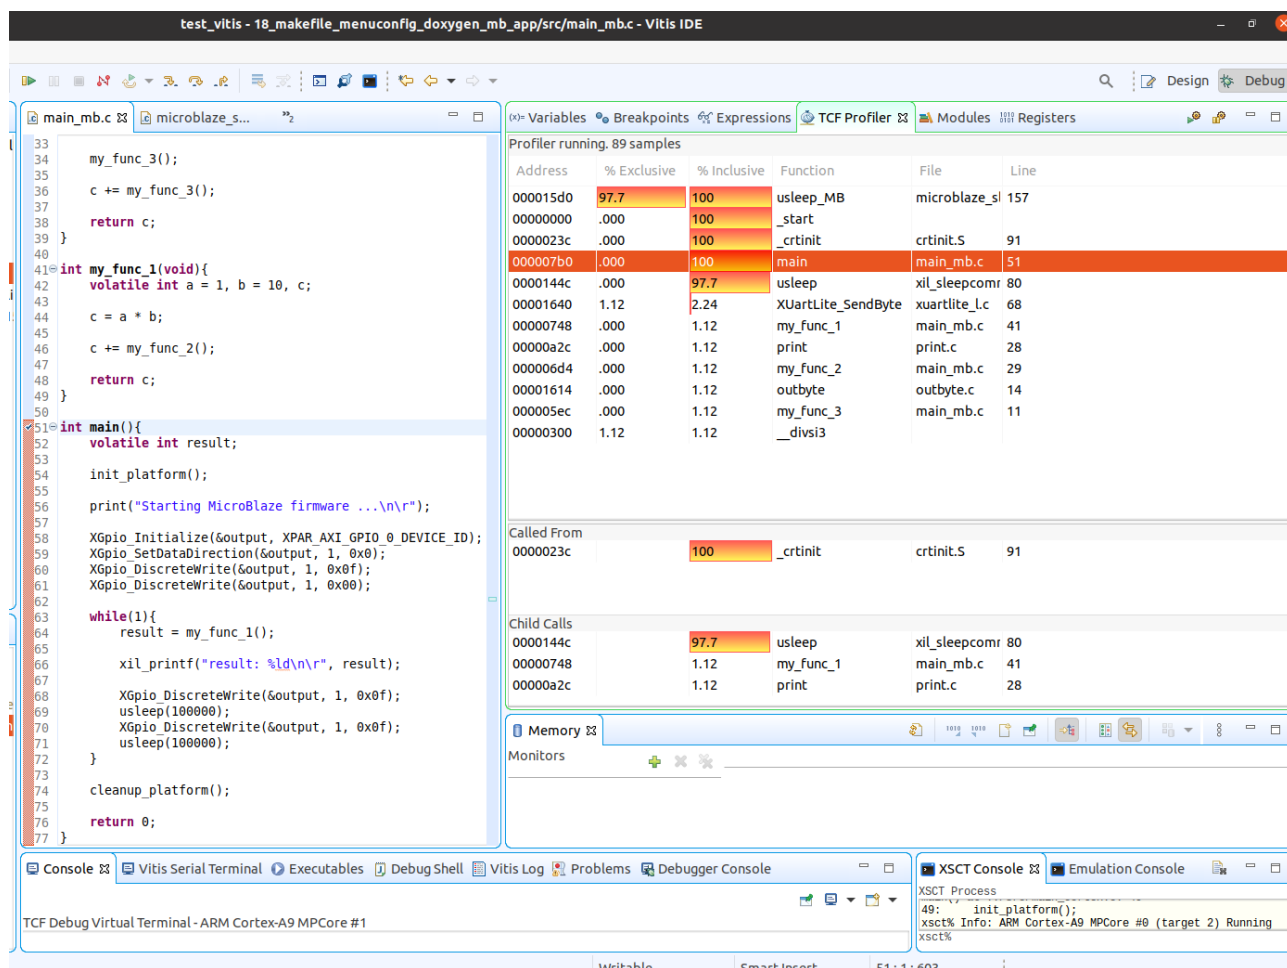 test_vitis - 18_makefile_menuconfig_doxygen_mb_app/src/main_mb.c - Vitis IDE
Design Debug
main_mb.c microblaze_s... »2
33
34 my_func_3();
35
36 c += my_func_3();
37
38 return c;
39 }
40
41 int my_func_1(void){
42 volatile int a = 1, b = 10, c;
43
44 c = a * b;
45
46 c += my_func_2();
47
48 return c;
49 }
50
51 int main(){
52 volatile int result;
53
54 init_platform();
55
56 print("Starting MicroBlaze firmware ...\n\r");
57
58 XGpio_Initialize(&output, XPAR_AXI_GPIO_0_DEVICE_ID);
59 XGpio_SetDataDirection(&output, 1, 0x0);
60 XGpio_DiscreteWrite(&output, 1, 0x0f);
61 XGpio_DiscreteWrite(&output, 1, 0x00);
62
63 while(1){
64 result = my_func_1();
65
66 xil_printf("result: %ld\n\r", result);
67
68 XGpio_DiscreteWrite(&output, 1, 0x0f);
69 usleep(100000);
70 XGpio_DiscreteWrite(&output, 1, 0x0f);
71 usleep(100000);
72 }
73
74 cleanup_platform();
75
76 return 0;
77 }
(x)= Variables Breakpoints Expressions TCF Profiler Modules Registers
Profiler running. 89 samples
Address % Exclusive % Inclusive Function File Line
000015d0 97.7 100 usleep_MB microblaze_sl 157
00000000 .000 100 _start
0000023c .000 100 _crtinit crtinit.S 91
000007b0 .000 100 main main_mb.c 51
0000144c .000 97.7 usleep xil_sleepcomr 80
00001640 1.12 2.24 XUartLite_SendByte xuartlite_l.c 68
00000748 .000 1.12 my_func_1 main_mb.c 41
00000a2c .000 1.12 print print.c 28
000006d4 .000 1.12 my_func_2 main_mb.c 29
00001614 .000 1.12 outbyte outbyte.c 14
000005ec .000 1.12 my_func_3 main_mb.c 11
00000300 1.12 1.12 __divsi3
Called From
0000023c 100 _crtinit crtinit.S 91
Child Calls
0000144c 97.7 usleep xil_sleepcomr 80
00000748 1.12 my_func_1 main_mb.c 41
00000a2c 1.12 print print.c 28
Memory
Monitors
Console Vitis Serial Terminal Executables Debug Shell Vitis Log Problems Debugger Console
TCF Debug Virtual Terminal - ARM Cortex-A9 MPCore #1
XSCT Console Emulation Console
XSCT Process
49: init_platform();
xsct% Info: ARM Cortex-A9 MPCore #0 (target 2) Running
xsct%
Writable Smart Insert 51 : 1 : 603